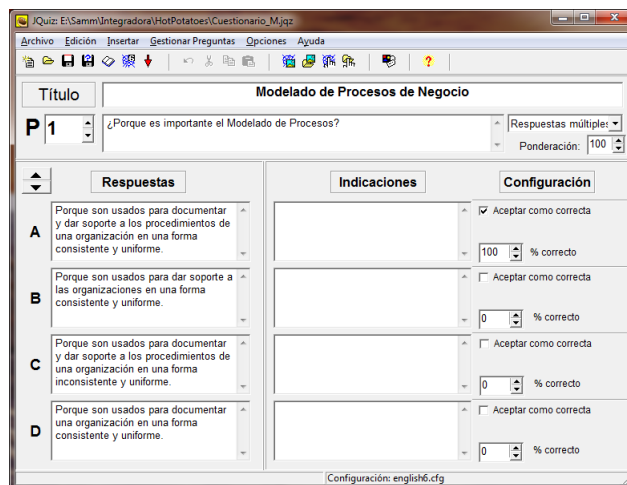 JQuiz: E:\Samm\Integradora\HotPotatoes\Cuestionario_M.jqz
Archivo Edición Insertar Gestionar Preguntas Opciones Ayuda
Título Modelado de Procesos de Negocio
P 1 ¿Porque es importante el Modelado de Procesos? Respuestas múltiples
Ponderación: 100
Respuestas Indicaciones Configuración
A
Porque son usados para documentar
y dar soporte a los procedimientos de
una organización en una forma
consistente y uniforme.
Aceptar como correcta
100 % correcto
B
Porque son usados para dar soporte a
las organizaciones en una forma
consistente y uniforme.
Aceptar como correcta
0 % correcto
C
Porque son usados para documentar
y dar soporte a los procedimientos de
una organización en una forma
inconsistente y uniforme.
Aceptar como correcta
0 % correcto
D
Porque son usados para documentar
una organización en una forma
consistente y uniforme.
Aceptar como correcta
0 % correcto
Configuración: english6.cfg